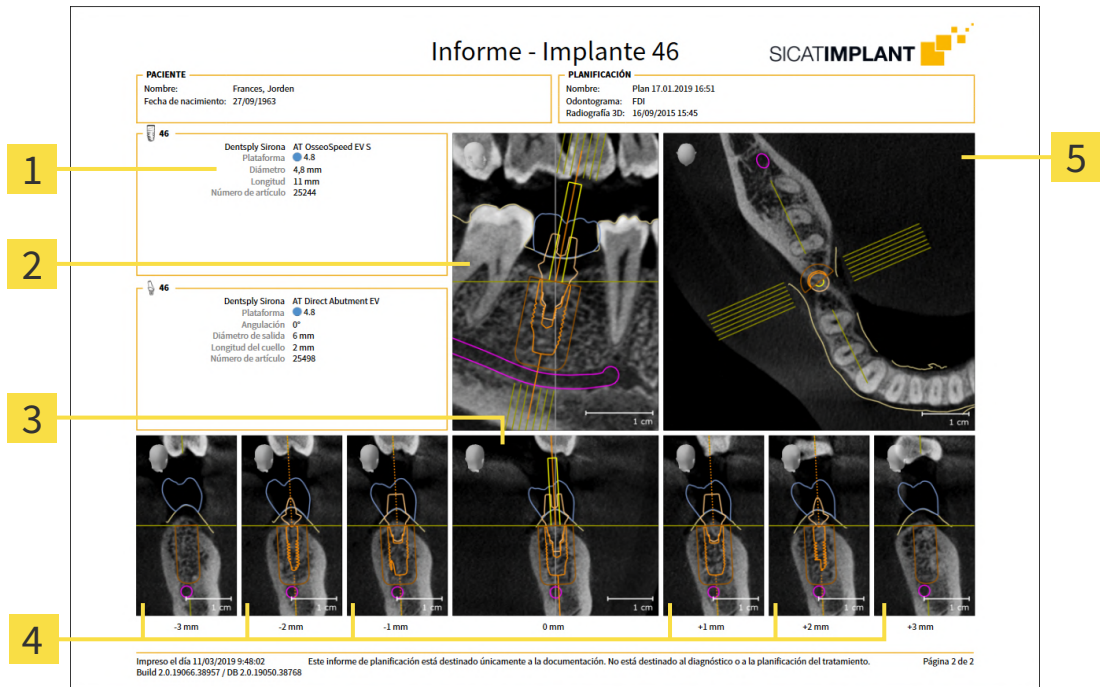 Informe - Implante 46
SICATIMPLANT
PACIENTE
Nombre: Frances, Jorden
Fecha de nacimiento: 27/09/1963
PLANIFICACIÓN
Nombre: Plan 17.01.2019 16:51
Odontograma: FDI
Radiografía 3D: 16/09/2015 15:45
46
Dentsply Sirona AT OsseoSpeed EV S
Plataforma 4.8
Diámetro 4,8 mm
Longitud 11 mm
Número de artículo 25244
46
Dentsply Sirona AT Direct Abutment EV
Plataforma 4.8
Angulación 0°
Diámetro de salida 6 mm
Longitud del cuello 2 mm
Número de artículo 25498
1 cm
1 cm
1
2
3
4
5
1 cm
1 cm
1 cm
1 cm
1 cm
1 cm
1 cm
-3 mm
-2 mm
-1 mm
0 mm
+1 mm
+2 mm
+3 mm
Impreso el día 11/03/2019 9:48:02
Build 2.0.19066.38957 / DB 2.0.19050.38768
Este informe de planificación está destinado únicamente a la documentación. No está destinado al diagnóstico o a la planificación del tratamiento.
Página 2 de 2